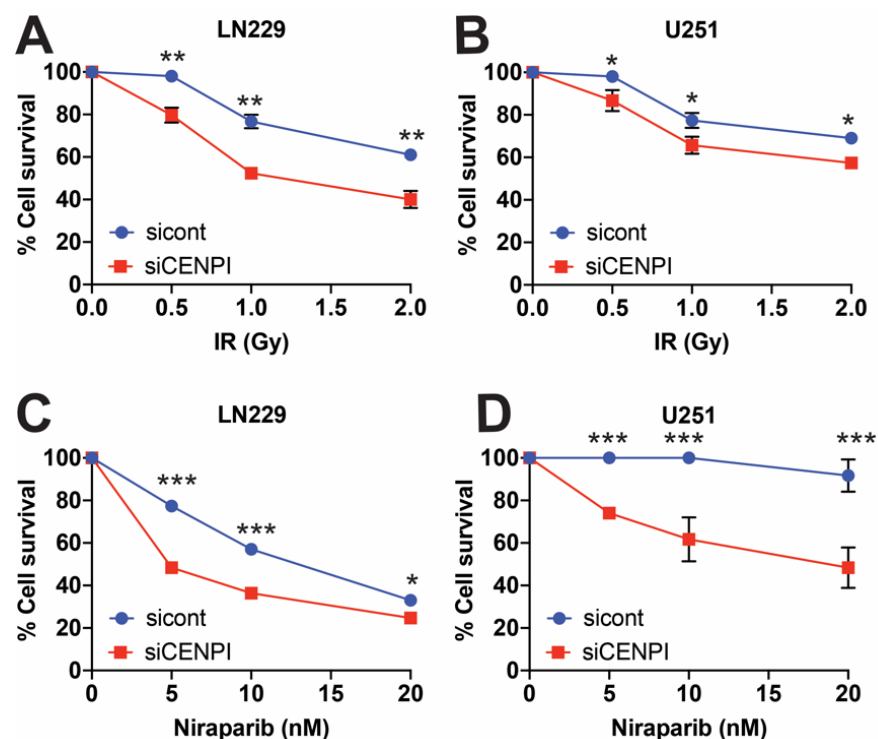 A
LN229
**
**
**
100
80
60
40
20
0
% Cell survival
sicont
siCENPI
0.0 0.5 1.0 1.5 2.0
IR (Gy)
B
U251
*
*
*
100
80
60
40
20
0
% Cell survival
sicont
siCENPI
0.0 0.5 1.0 1.5 2.0
IR (Gy)
C
LN229
***
***
*
100
80
60
40
20
0
% Cell survival
sicont
siCENPI
0 5 10 15 20
Niraparib (nM)
D
U251
*** *** ***
100
80
60
40
20
0
% Cell survival
sicont
siCENPI
0 5 10 15 20
Niraparib (nM)